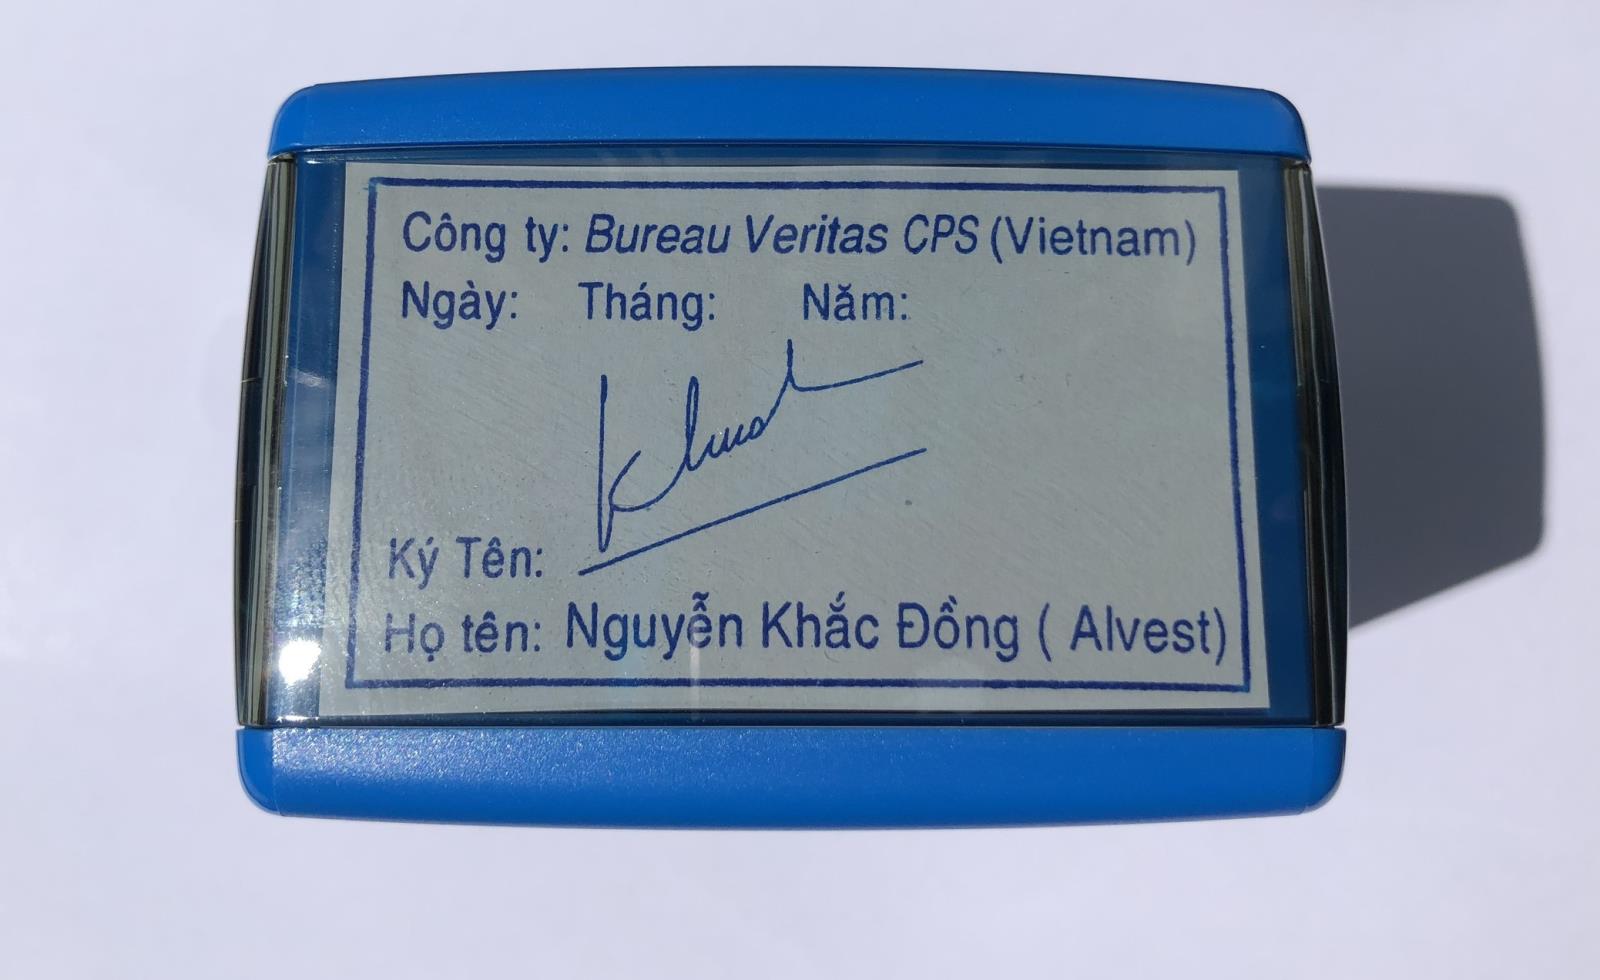 Công ty: Bureau Veritas CPS (Vietnam)
Ngày: Tháng: Năm:
Ký Tên:
Họ tên: Nguyễn Khắc Đồng ( Alvest)